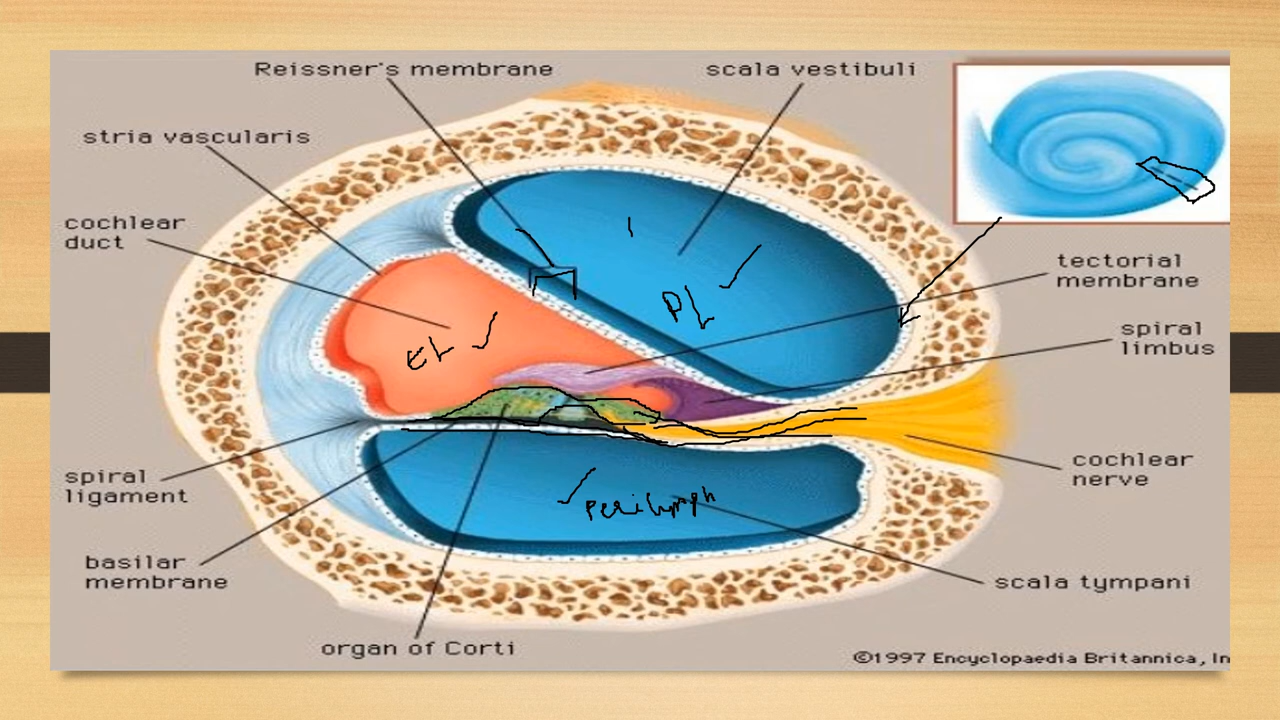 Reissner's membrane
scala vestibuli
stria vascularis
cochlear
duct
tectorial
membrane
PL
spiral
limbus
EL
cochlear
nerve
spiral
ligament
perilymph
basilar
membrane
scala tympani
organ of Corti
©1997 Encyclopaedia Britannica, In